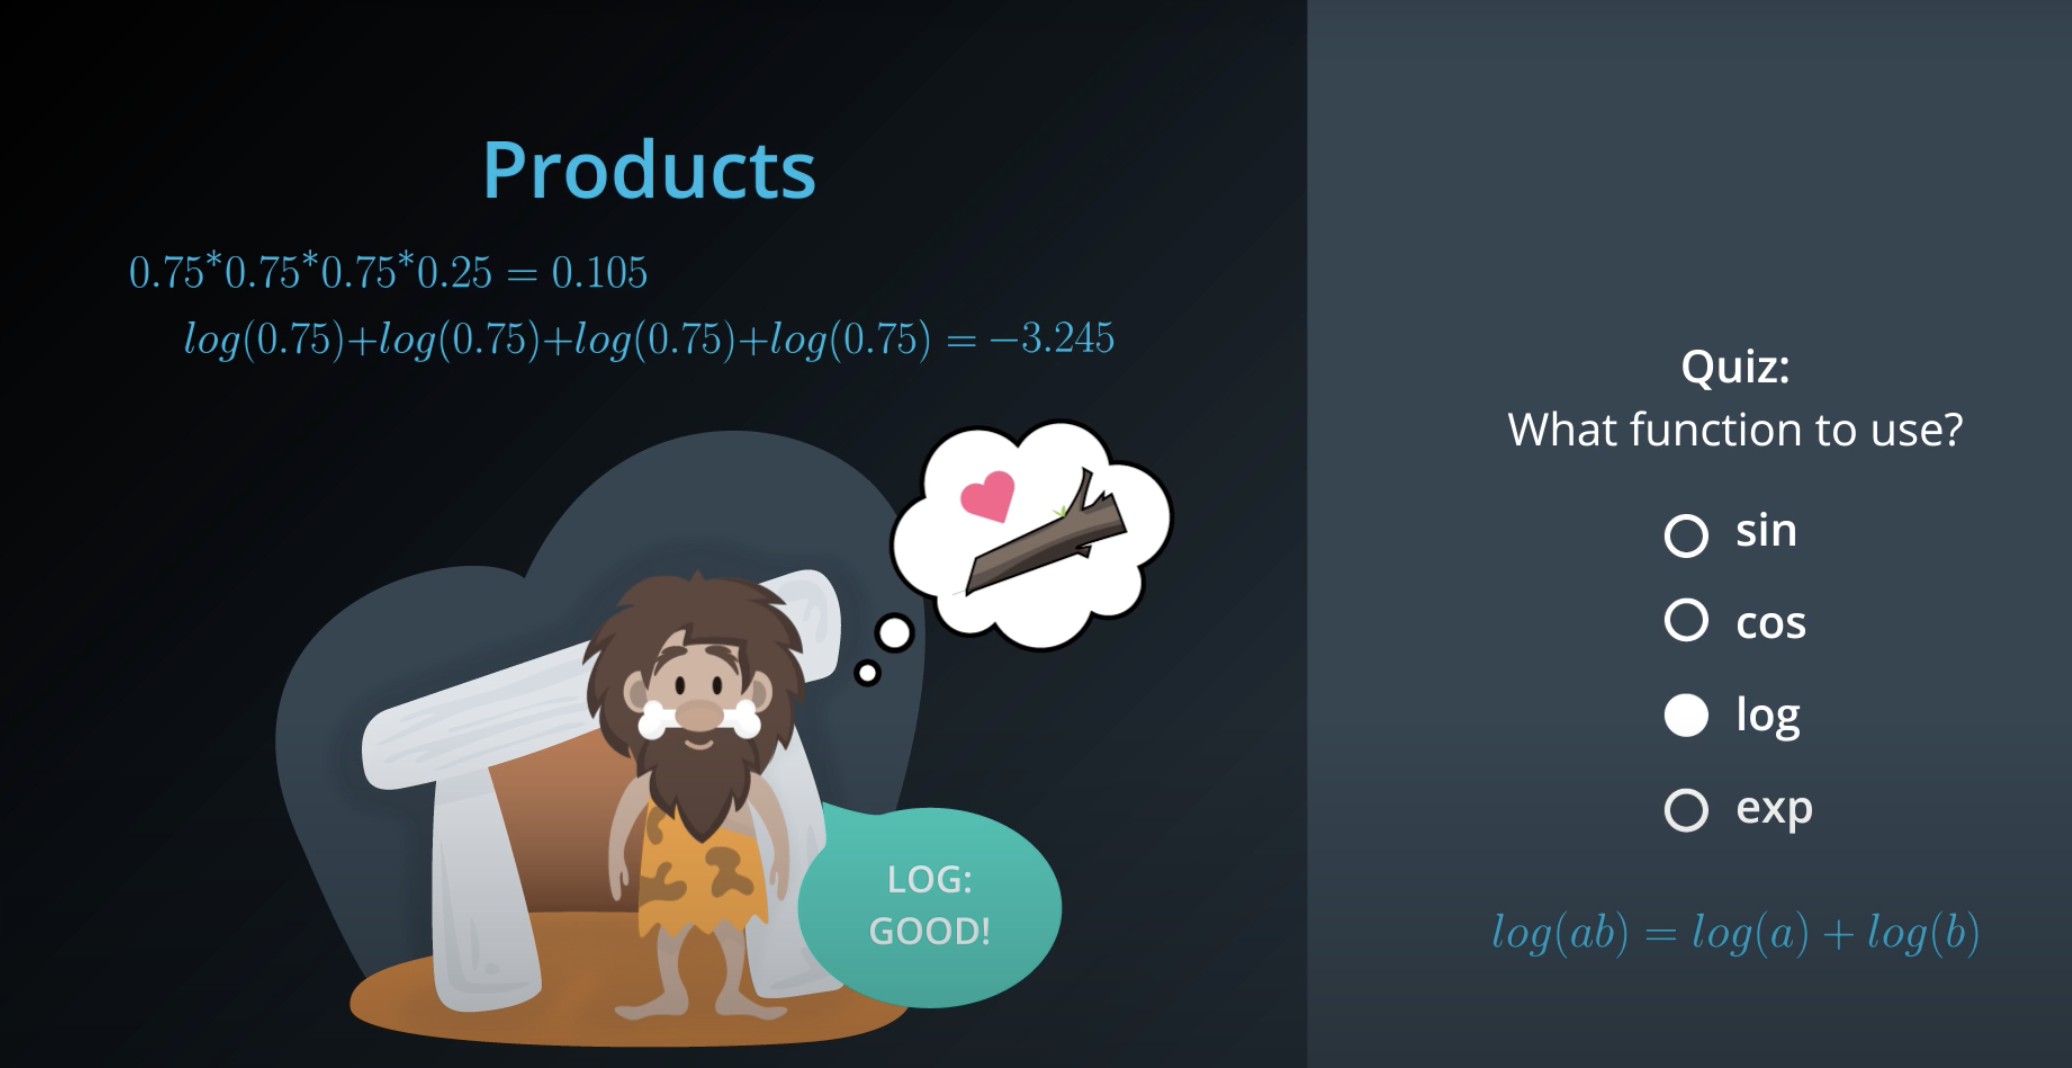 Products
0.75*0.75*0.75*0.25 = 0.105
log(0.75)+log(0.75)+log(0.75)+log(0.75) = −3.245
LOG:
GOOD!
Quiz:
What function to use?
sin
cos
log
exp
log(ab) = log(a) + log(b)